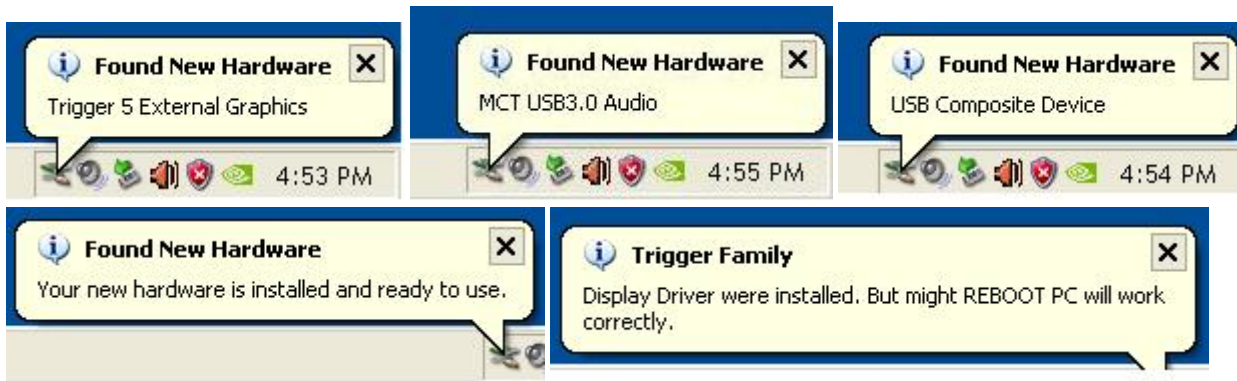 Found New Hardware
Trigger 5 External Graphics
4:53 PM
Found New Hardware
MCT USB3.0 Audio
4:55 PM
Found New Hardware
USB Composite Device
4:54 PM
Found New Hardware
Your new hardware is installed and ready to use.
Trigger Family
Display Driver were installed. But might REBOOT PC will work
correctly.